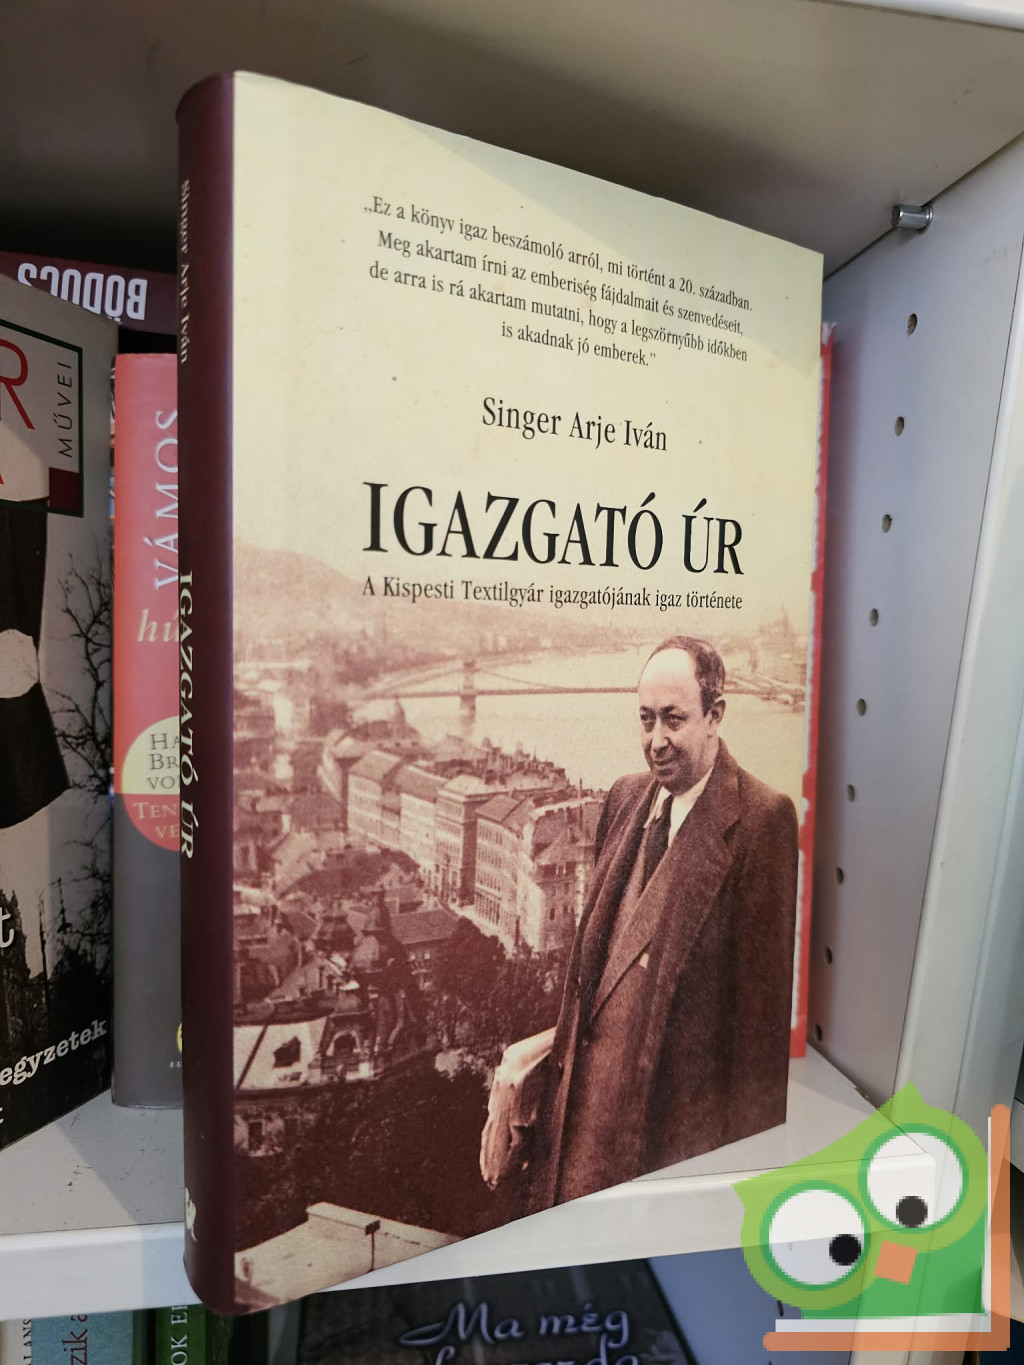 „Ez a könyv igaz beszámoló arról, mi történt a 20. században.
Meg akartam írni az emberiség fájdalmait és szenvedéseit,
de arra is rá akartam mutatni, hogy a legszörnyűbb időkben
is akadnak jó emberek.”
Singer Arje Iván
IGAZGATÓ ÚR
A Kispesti Textilgyár igazgatójának igaz története
Singer Arje Iván
IGAZGATÓ ÚR
BÖDŐCS
MŰVEI
VÁMOS
egyzetek
Ma még